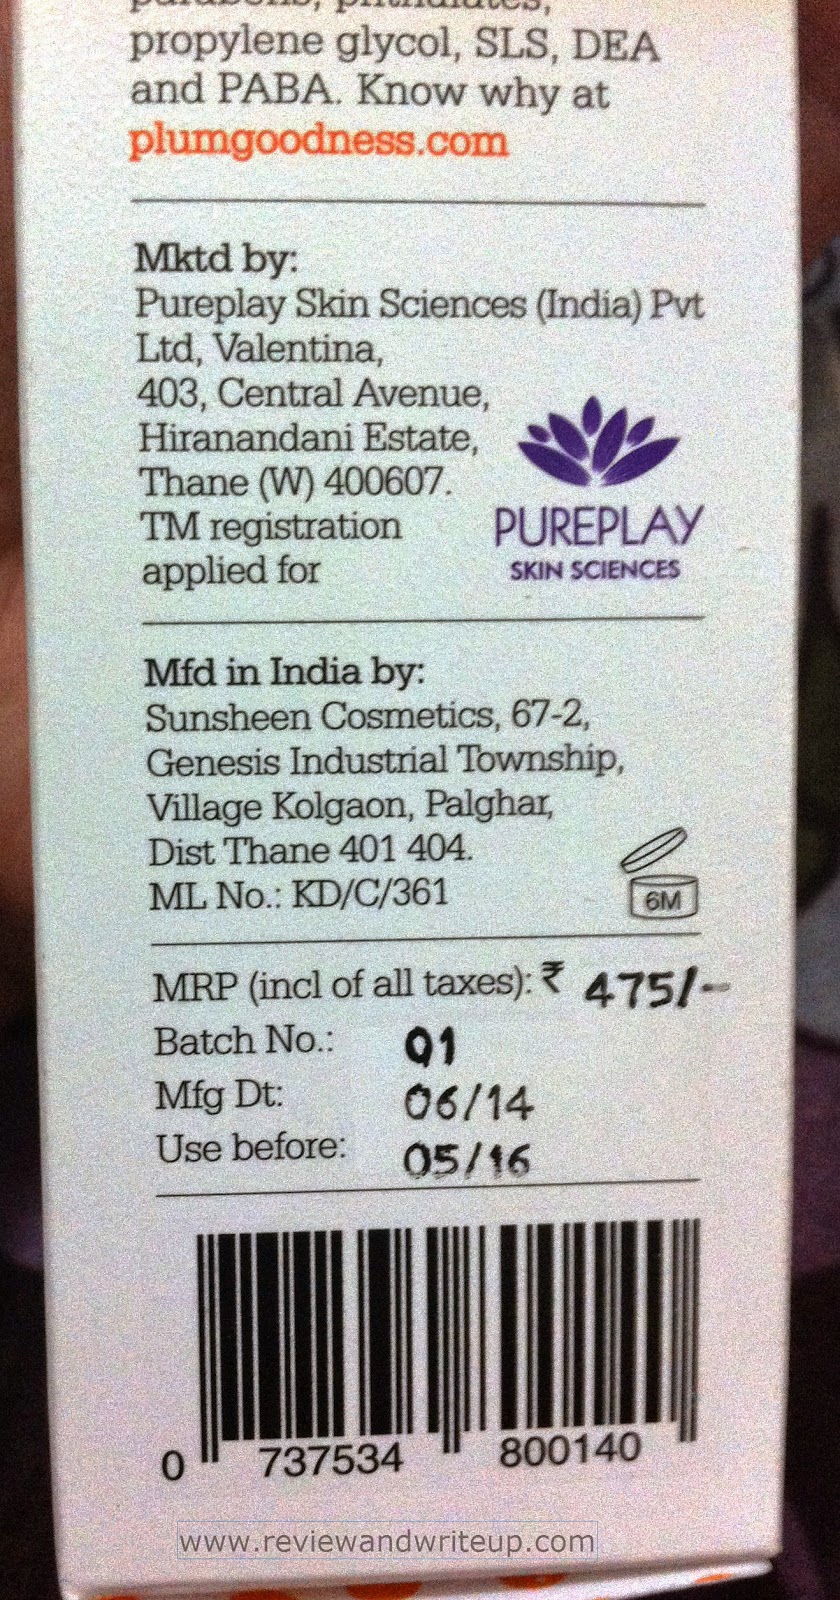 parabens, phthalates,
propylene glycol, SLS, DEA
and PABA. Know why at
plumgoodness.com
Mktd by:
Pureplay Skin Sciences (India) Pvt
Ltd, Valentina,
403, Central Avenue,
Hiranandani Estate,
Thane (W) 400607.
TM registration
applied for
PUREPLAY
SKIN SCIENCES
Mfd in India by:
Sunsheen Cosmetics, 67-2,
Genesis Industrial Township,
Village Kolgaon, Palghar,
Dist Thane 401 404.
ML No.: KD/C/361
6M
MRP (incl of all taxes): ₹ 475/-
Batch No.: 01
Mfg Dt: 06/14
Use before: 05/16
0 737534 800140
www.reviewandwriteup.com